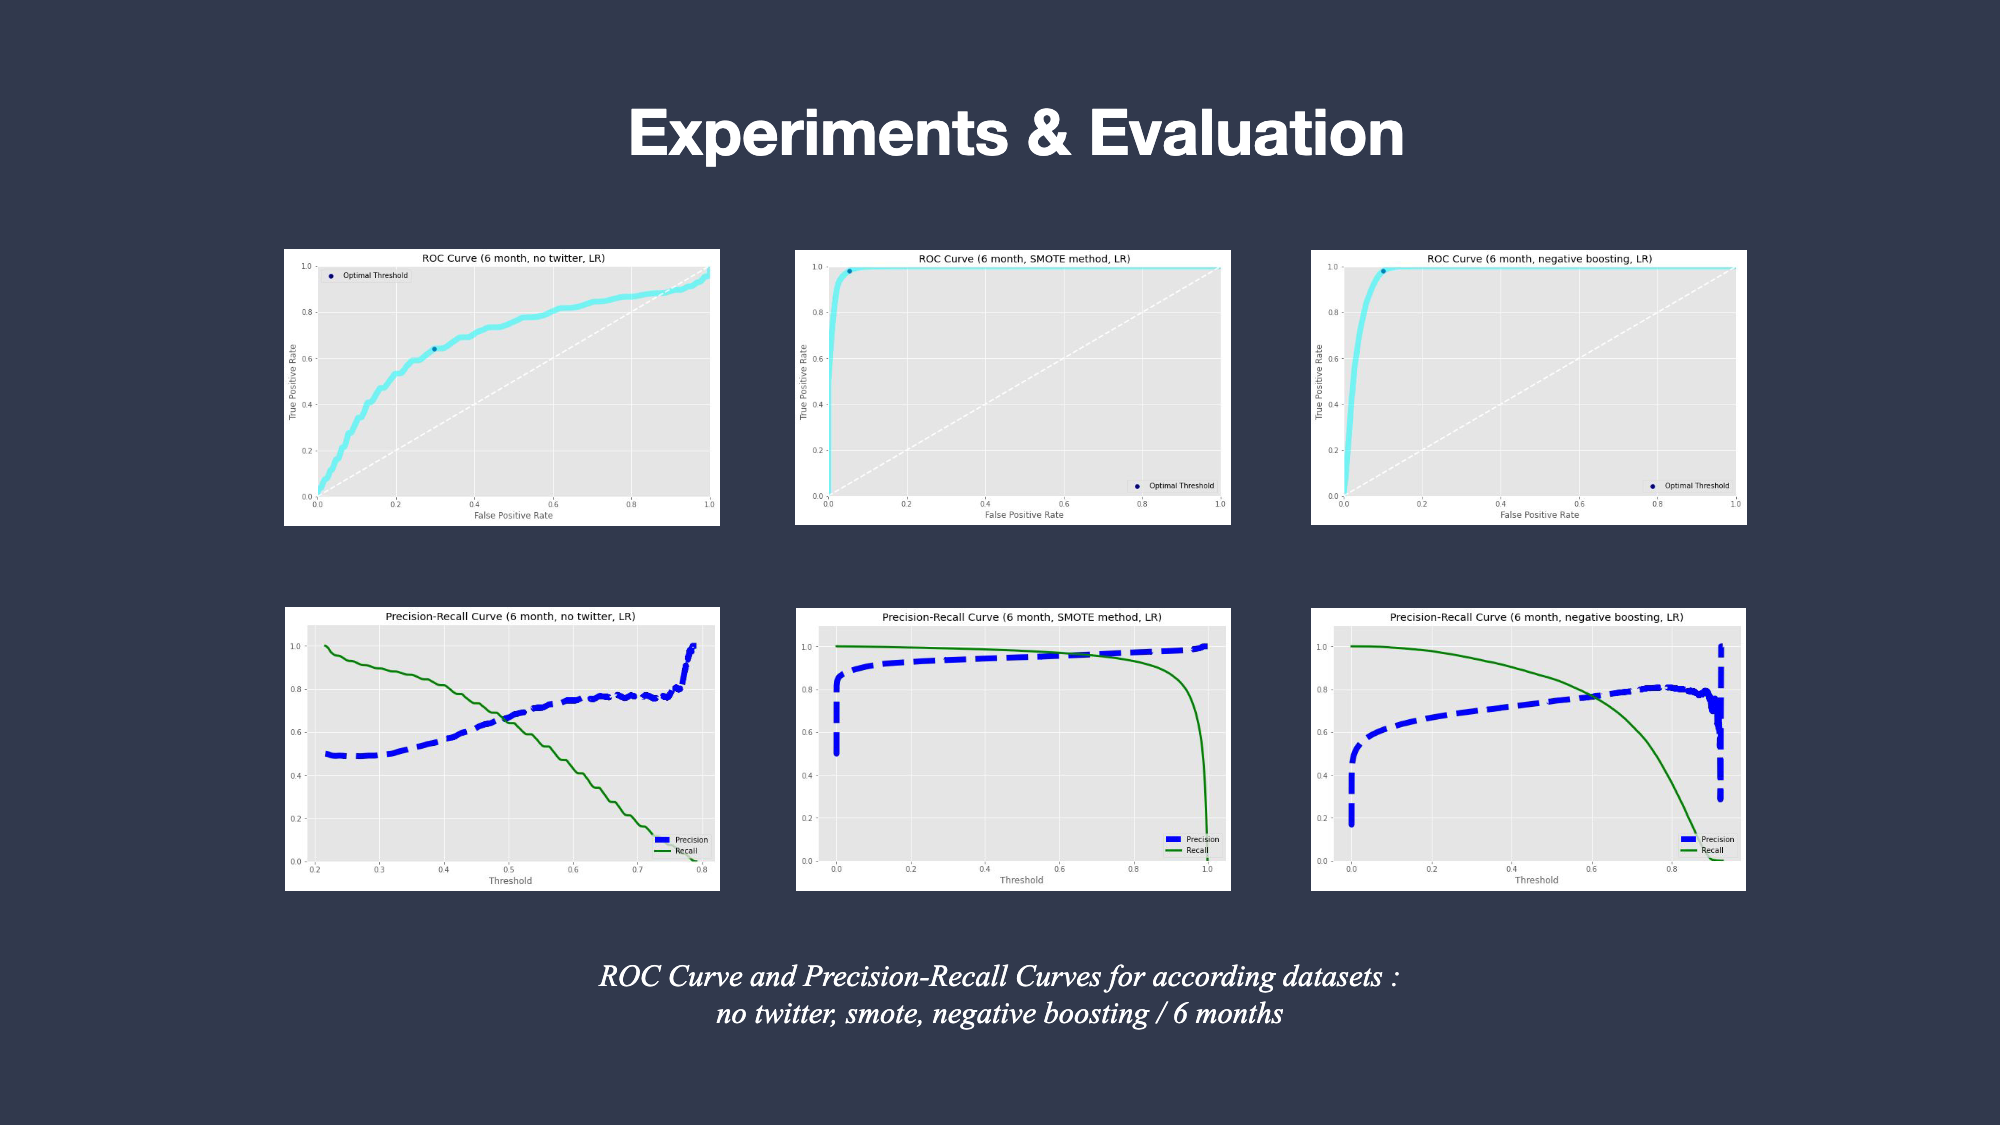 Experiments & Evaluation
ROC Curve (6 month, no twitter, LR)
Optimal Threshold
True Positive Rate
1.0
0.8
0.6
0.4
0.2
0.0
0.0 0.2 0.4 0.6 0.8 1.0
False Positive Rate
ROC Curve (6 month, SMOTE method, LR)
True Positive Rate
1.0
0.8
0.6
0.4
0.2
0.0
Optimal Threshold
0.0 0.2 0.4 0.6 0.8 1.0
False Positive Rate
ROC Curve (6 month, negative boosting, LR)
True Positive Rate
1.0
0.8
0.6
0.4
0.2
0.0
Optimal Threshold
0.0 0.2 0.4 0.6 0.8 1.0
False Positive Rate
Precision-Recall Curve (6 month, no twitter, LR)
1.0
0.8
0.6
0.4
0.2
0.0
Precision
Recall
0.2 0.3 0.4 0.5 0.6 0.7 0.8
Threshold
Precision-Recall Curve (6 month, SMOTE method, LR)
1.0
0.8
0.6
0.4
0.2
0.0
Precision
Recall
0.0 0.2 0.4 0.6 0.8 1.0
Threshold
Precision-Recall Curve (6 month, negative boosting, LR)
1.0
0.8
0.6
0.4
0.2
0.0
Precision
Recall
0.0 0.2 0.4 0.6 0.8
Threshold
ROC Curve and Precision-Recall Curves for according datasets :
no twitter, smote, negative boosting / 6 months